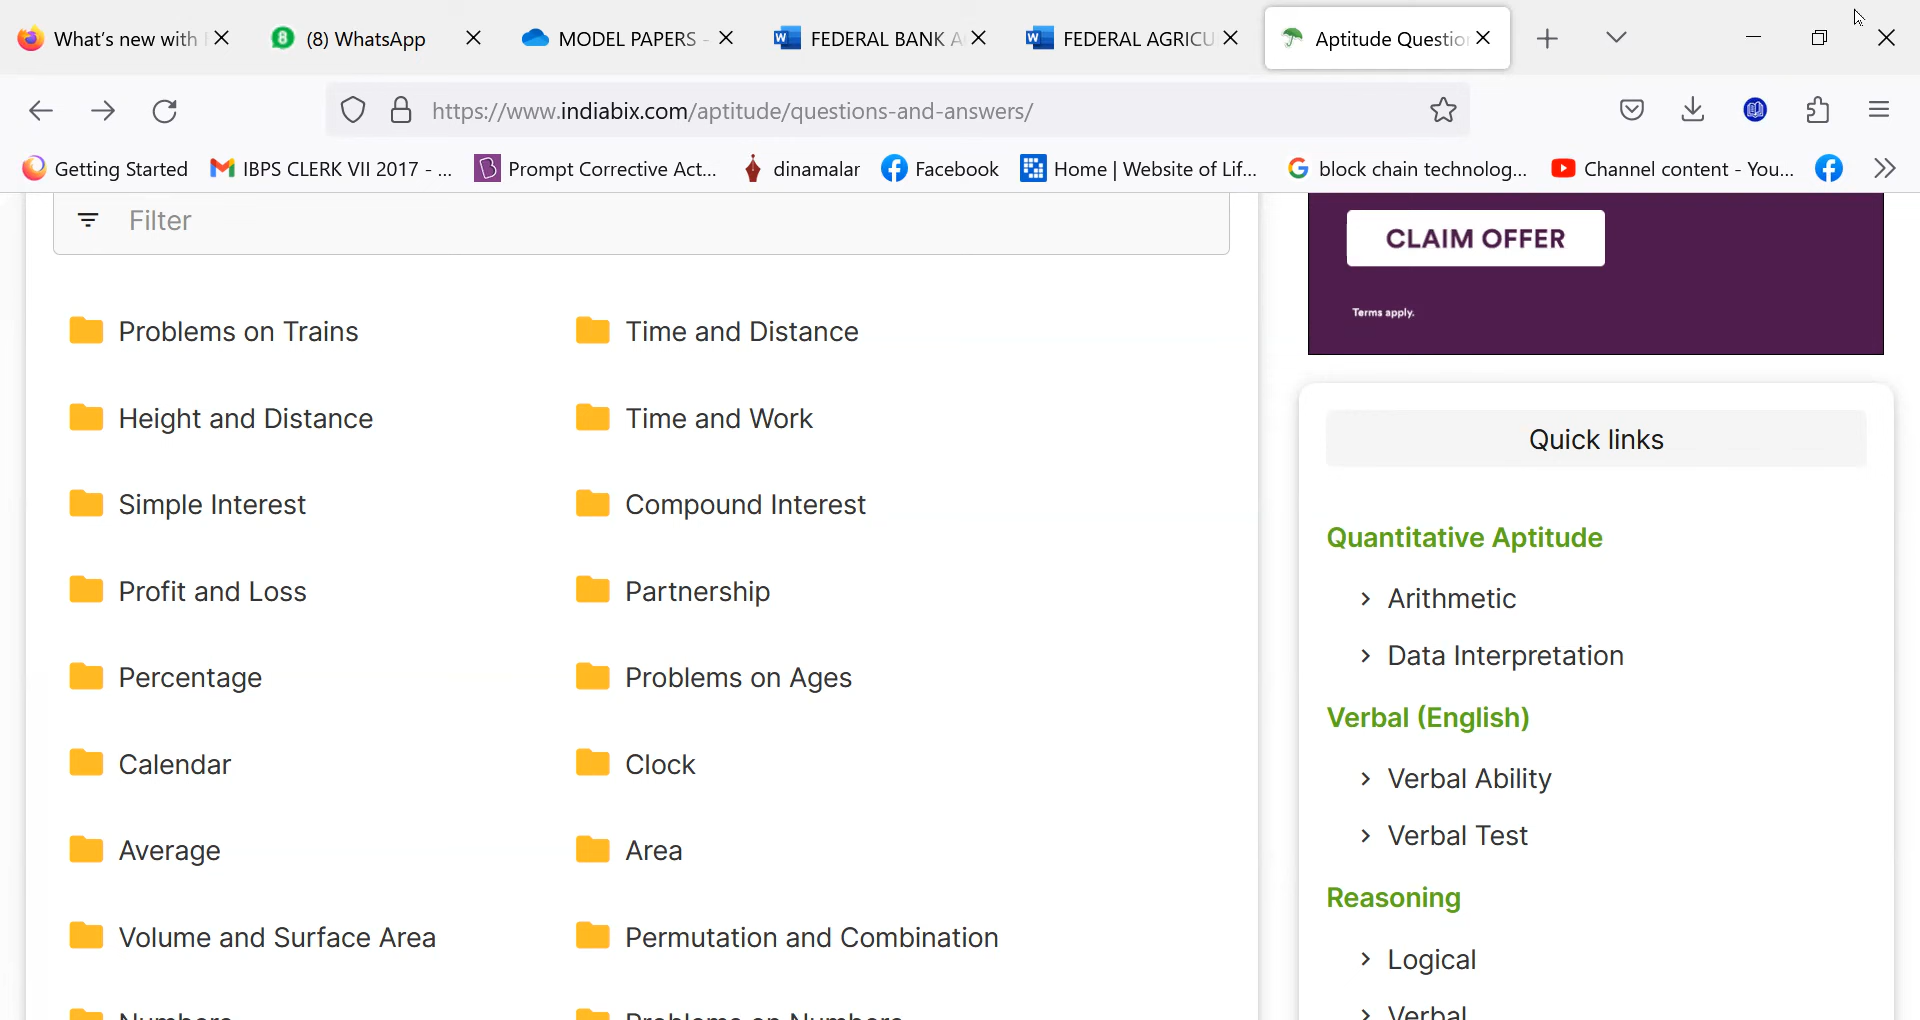 What's new with
(8) WhatsApp
MODEL PAPERS -
FEDERAL BANK A
FEDERAL AGRICU
Aptitude Questio
https://www.indiabix.com/aptitude/questions-and-answers/
Getting Started
IBPS CLERK VII 2017 - ...
Prompt Corrective Act...
dinamalar
Facebook
Home | Website of Lif...
block chain technolog...
Channel content - You...
Filter
CLAIM OFFER
Terms apply.
Problems on Trains
Time and Distance
Height and Distance
Time and Work
Simple Interest
Compound Interest
Profit and Loss
Partnership
Percentage
Problems on Ages
Calendar
Clock
Average
Area
Volume and Surface Area
Permutation and Combination
Numbers
Problems on Numbers
Quick links
Quantitative Aptitude
Arithmetic
Data Interpretation
Verbal (English)
Verbal Ability
Verbal Test
Reasoning
Logical
Verbal